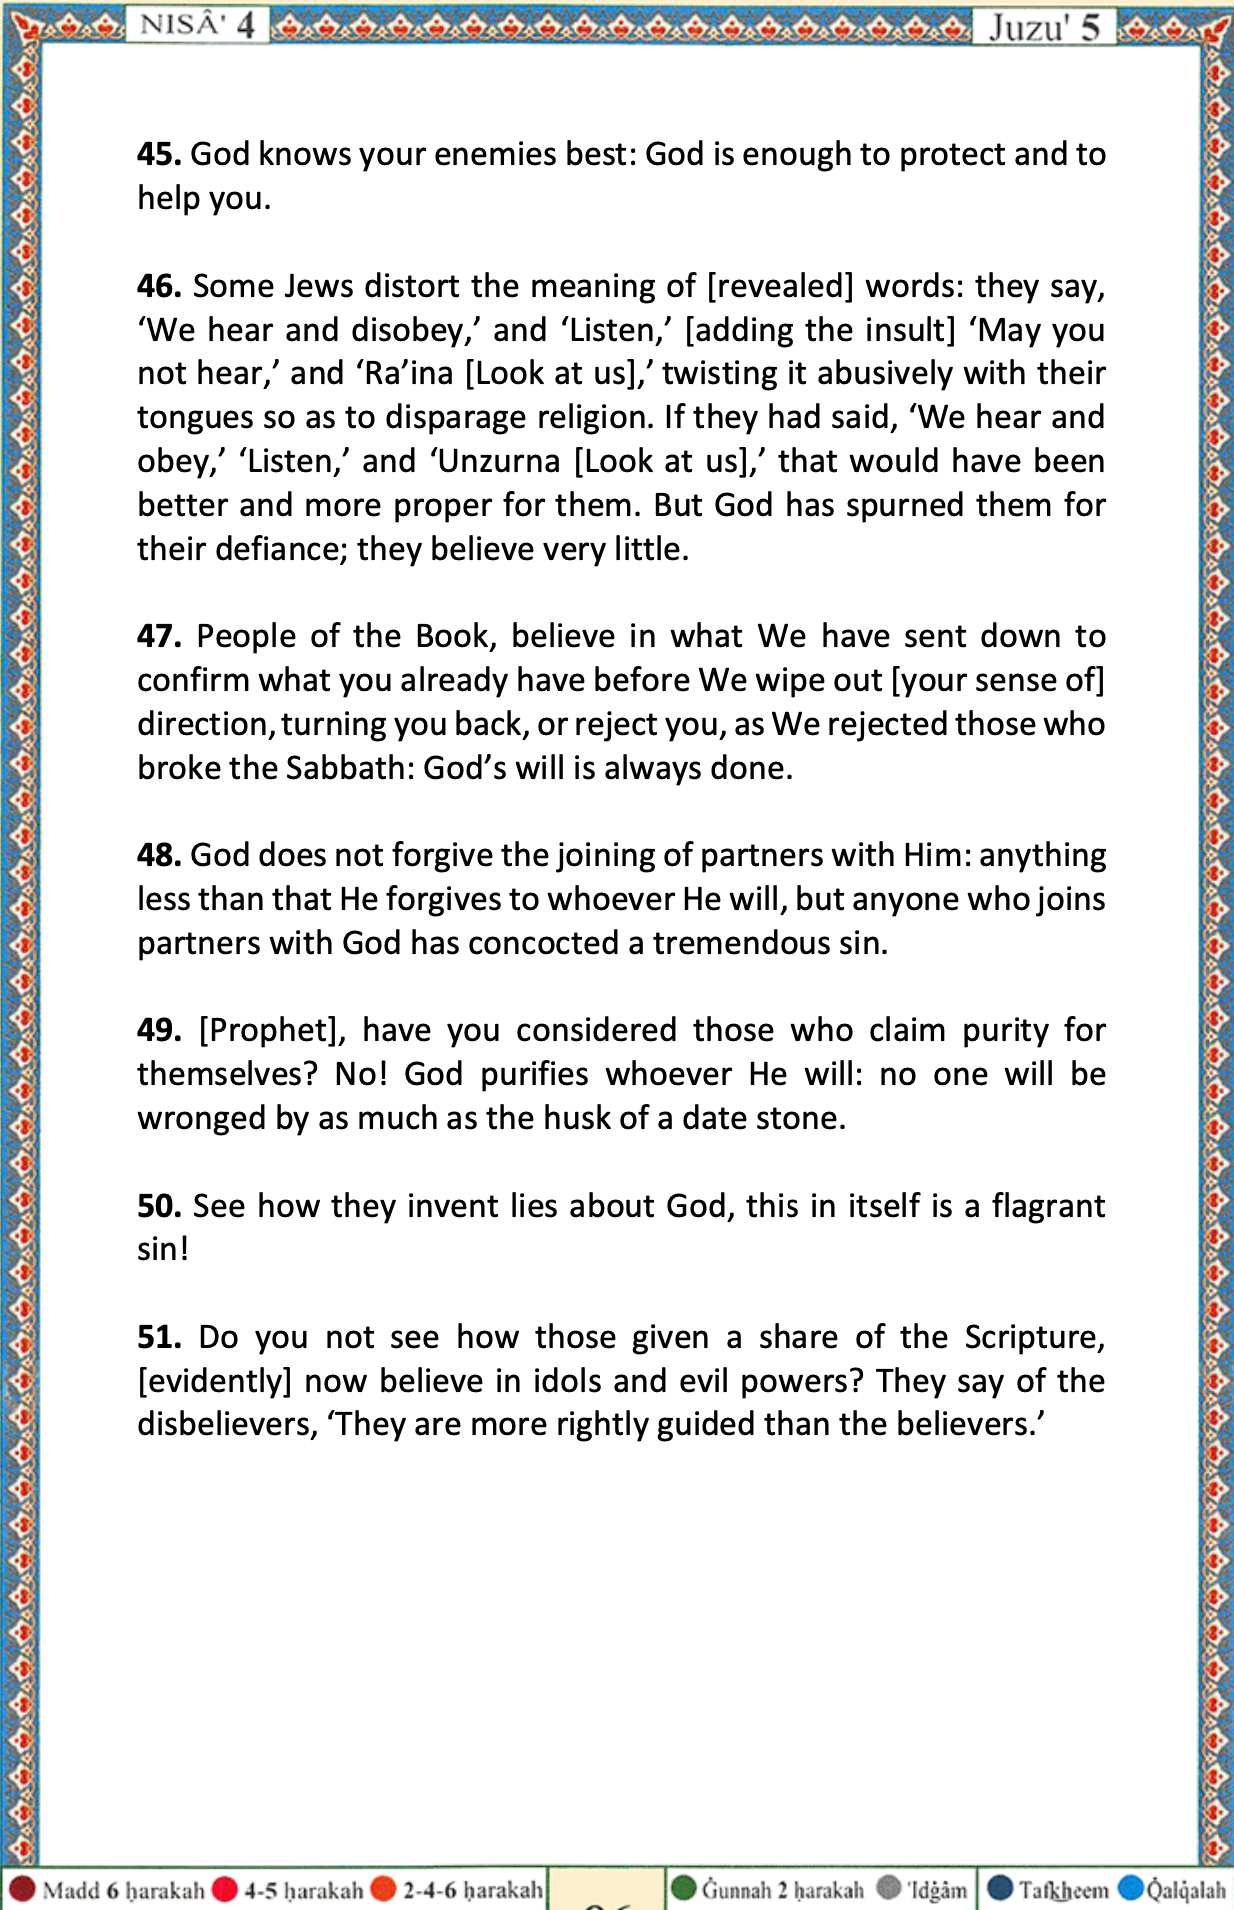 NISÂ' 4
Juzu' 5
45. God knows your enemies best: God is enough to protect and to
help you.
46. Some Jews distort the meaning of [revealed] words: they say,
‘We hear and disobey,’ and ‘Listen,’ [adding the insult] ‘May you
not hear,’ and ‘Ra’ina [Look at us],’ twisting it abusively with their
tongues so as to disparage religion. If they had said, ‘We hear and
obey,’ ‘Listen,’ and ‘Unzurna [Look at us],’ that would have been
better and more proper for them. But God has spurned them for
their defiance; they believe very little.
47. People of the Book, believe in what We have sent down to
confirm what you already have before We wipe out [your sense of]
direction, turning you back, or reject you, as We rejected those who
broke the Sabbath: God’s will is always done.
48. God does not forgive the joining of partners with Him: anything
less than that He forgives to whoever He will, but anyone who joins
partners with God has concocted a tremendous sin.
49. [Prophet], have you considered those who claim purity for
themselves? No! God purifies whoever He will: no one will be
wronged by as much as the husk of a date stone.
50. See how they invent lies about God, this in itself is a flagrant
sin!
51. Do you not see how those given a share of the Scripture,
[evidently] now believe in idols and evil powers? They say of the
disbelievers, ‘They are more rightly guided than the believers.’
Madd 6 ḥarakah 4-5 ḥarakah 2-4-6 ḥarakah
Ġunnah 2 ḥarakah 'Idġâm Tafkheem Q̇alq̇alah